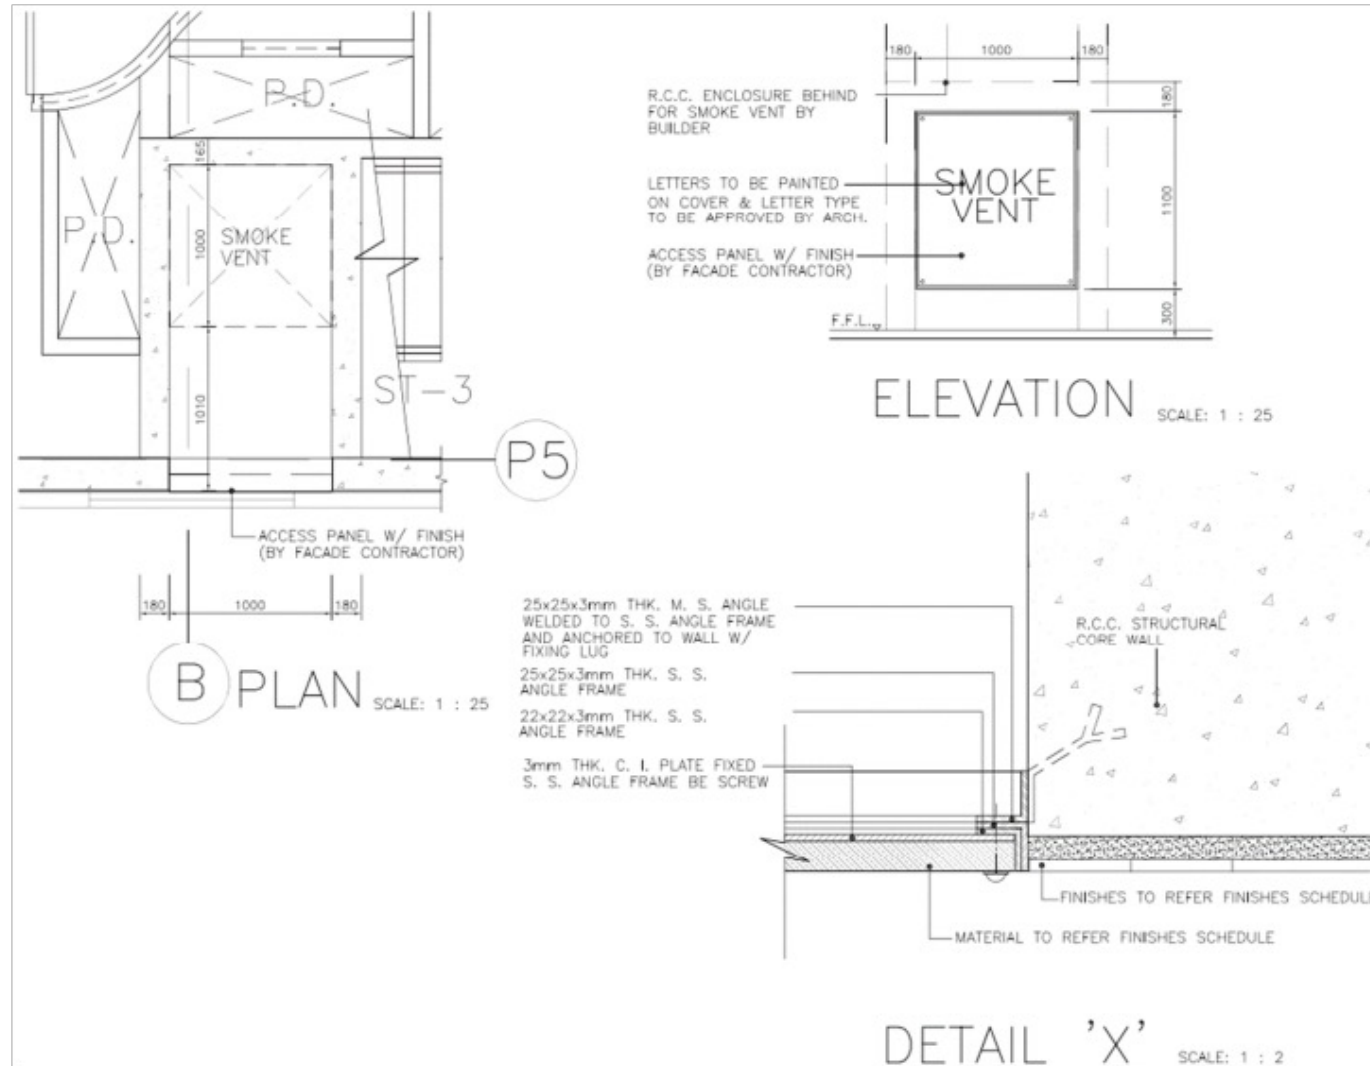 P.D.
P.D.
165
1000
SMOKE
VENT
1010
ST-3
P5
ACCESS PANEL W/ FINISH
(BY FACADE CONTRACTOR)
180
1000
180
B
PLAN
SCALE: 1 : 25
180
1000
180
R.C.C. ENCLOSURE BEHIND
FOR SMOKE VENT BY
BUILDER
LETTERS TO BE PAINTED
ON COVER & LETTER TYPE
TO BE APPROVED BY ARCH.
ACCESS PANEL W/ FINISH
(BY FACADE CONTRACTOR)
SMOKE
VENT
180
1100
300
F.F.L.
ELEVATION
SCALE: 1 : 25
25x25x3mm THK. M. S. ANGLE
WELDED TO S. S. ANGLE FRAME
AND ANCHORED TO WALL W/
FIXING LUG
25x25x3mm THK. S. S.
ANGLE FRAME
22x22x3mm THK. S. S.
ANGLE FRAME
3mm THK. C. I. PLATE FIXED
S. S. ANGLE FRAME BE SCREW
R.C.C. STRUCTURAL
CORE WALL
FINISHES TO REFER FINISHES SCHEDUL
MATERIAL TO REFER FINISHES SCHEDULE
DETAIL 'X'
SCALE: 1 : 2